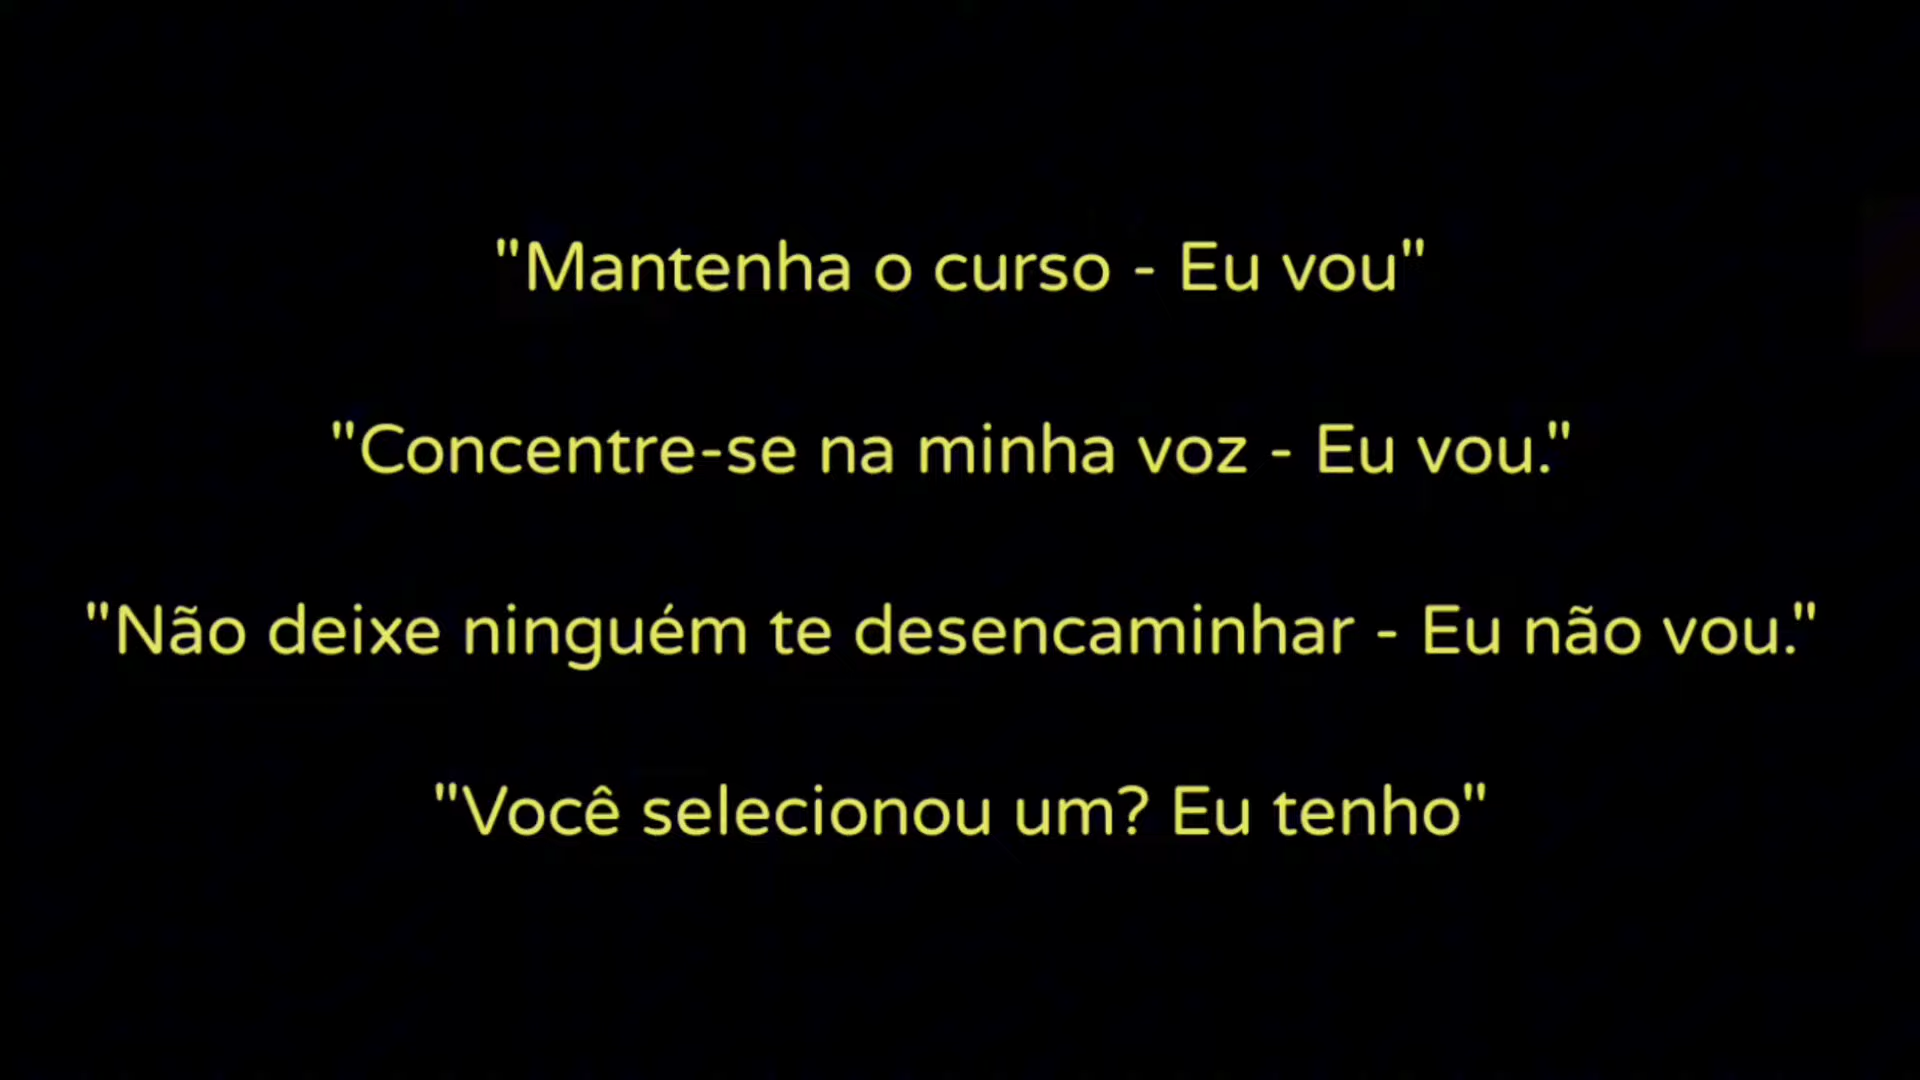 "Mantenha o curso - Eu vou"
"Concentre-se na minha voz - Eu vou."
"Não deixe ninguém te desencaminhar - Eu não vou."
"Você selecionou um? Eu tenho"